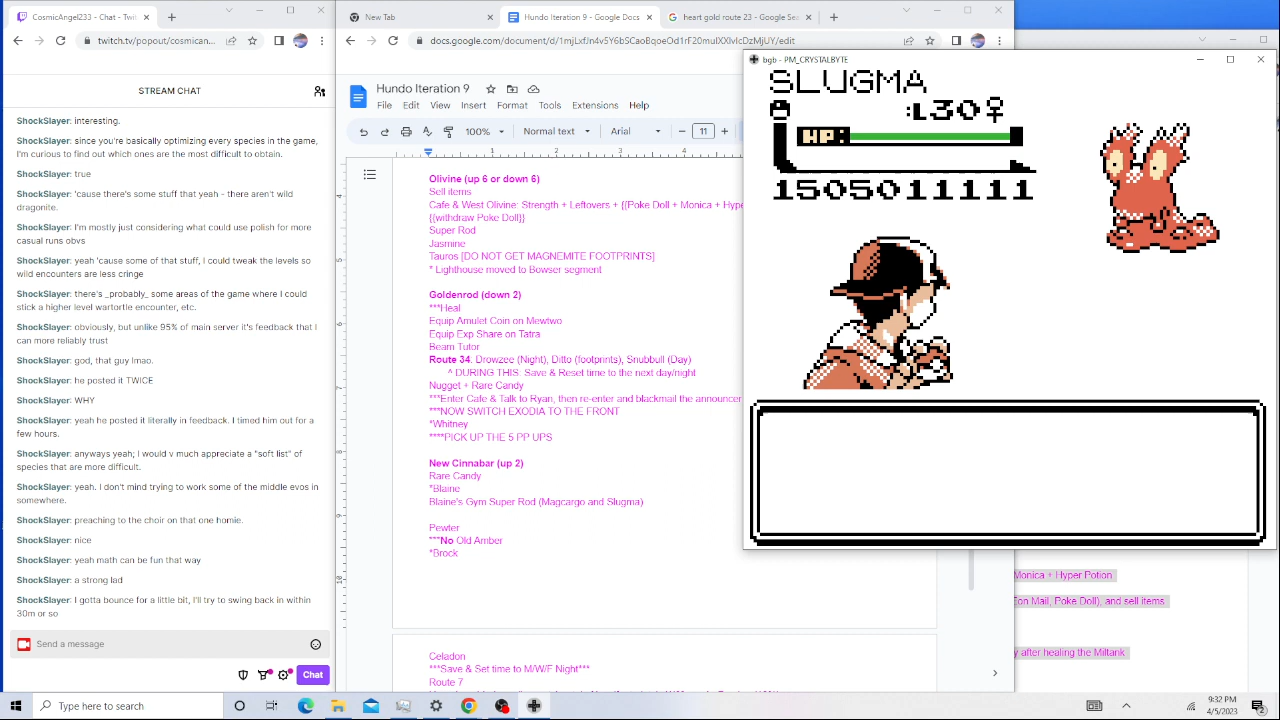 CosmicAngel233 - Chat - Twit
twitch.tv/popout/cosmican...
STREAM CHAT
ShockSlayer: interesting.
ShockSlayer: since you're basically optimizing every species in the game,
I'm curious to find out which ones are the most difficult to obtain.
ShockSlayer: true
ShockSlayer: 'cause there's some stuff that yeah - there aren't wild
dragonite.
ShockSlayer: I'm mostly just considering what could use polish for more
casual runs obvs
ShockSlayer: yeah 'cause some of that stuff, I could tweak the levels so
wild encounters are less cringe
ShockSlayer: there's _probably_ some areas of the game where I could
stick a higher level wartortle encounter, etc.
ShockSlayer: obviously, but unlike 95% of main server it's feedback that I
can more reliably trust
ShockSlayer: god, that guy lmao.
ShockSlayer: he posted it TWICE
ShockSlayer: WHY
ShockSlayer: yeah he posted it literally in feedback. I timed him out for a
few hours.
ShockSlayer: anyways yeah; I would v much appreciate a "soft list" of
species that are more difficult.
ShockSlayer: yeah. I don't mind trying to work some of the middle evos in
somewhere.
ShockSlayer: preaching to the choir on that one homie.
ShockSlayer: nice
ShockSlayer: yeah math can be fun that way
ShockSlayer: a strong lad
ShockSlayer: I gotta bounce for a little bit, I'll try to swing back in within
30m or so
Send a message
Chat
New Tab
Hundo Iteration 9 - Google Docs
heart gold route 23 - Google Sea
Hundo Iteration 9
File Edit View Insert Format Tools Extensions Help
100% Normal text Arial 11
1 2 3 4
Olivine (up 6 or down 6)
Sell items
Cafe & West Olivine: Strength + Leftovers + {{Poke Doll + Monica + Hype
{{withdraw Poke Doll}}
Super Rod
Jasmine
Tauros [DO NOT GET MAGNEMITE FOOTPRINTS]
* Lighthouse moved to Bowser segment
Goldenrod (down 2)
***Heal
Equip Amulet Coin on Mewtwo
Equip Exp Share on Tatra
Beam Tutor
Route 34: Drowzee (Night), Ditto (footprints), Snubbull (Day)
^ DURING THIS: Save & Reset time to the next day/night
Nugget + Rare Candy
***Enter Cafe & Talk to Ryan, then re-enter and blackmail the announcer
***NOW SWITCH EXODIA TO THE FRONT
*Whitney
****PICK UP THE 5 PP UPS
New Cinnabar (up 2)
Rare Candy
*Blaine
Blaine's Gym Super Rod (Magcargo and Slugma)
Pewter
***No Old Amber
*Brock
Celadon
***Save & Set time to M/W/F Night***
Route 7
bgb - PM_CRYSTALBYTE
SLUGMA
:L30♀
HP:
1505011111
Monica + Hyper Potion
Eon Mail, Poke Doll), and sell items
y after healing the Miltank
Type here to search
9:32 PM
4/5/2023
2